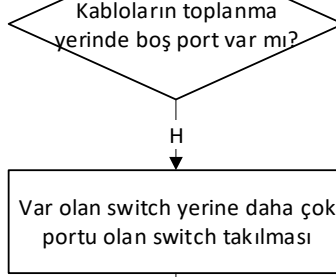 Kabloların toplanma
yerinde boş port var mı?
H
Var olan switch yerine daha çok
portu olan switch takılması